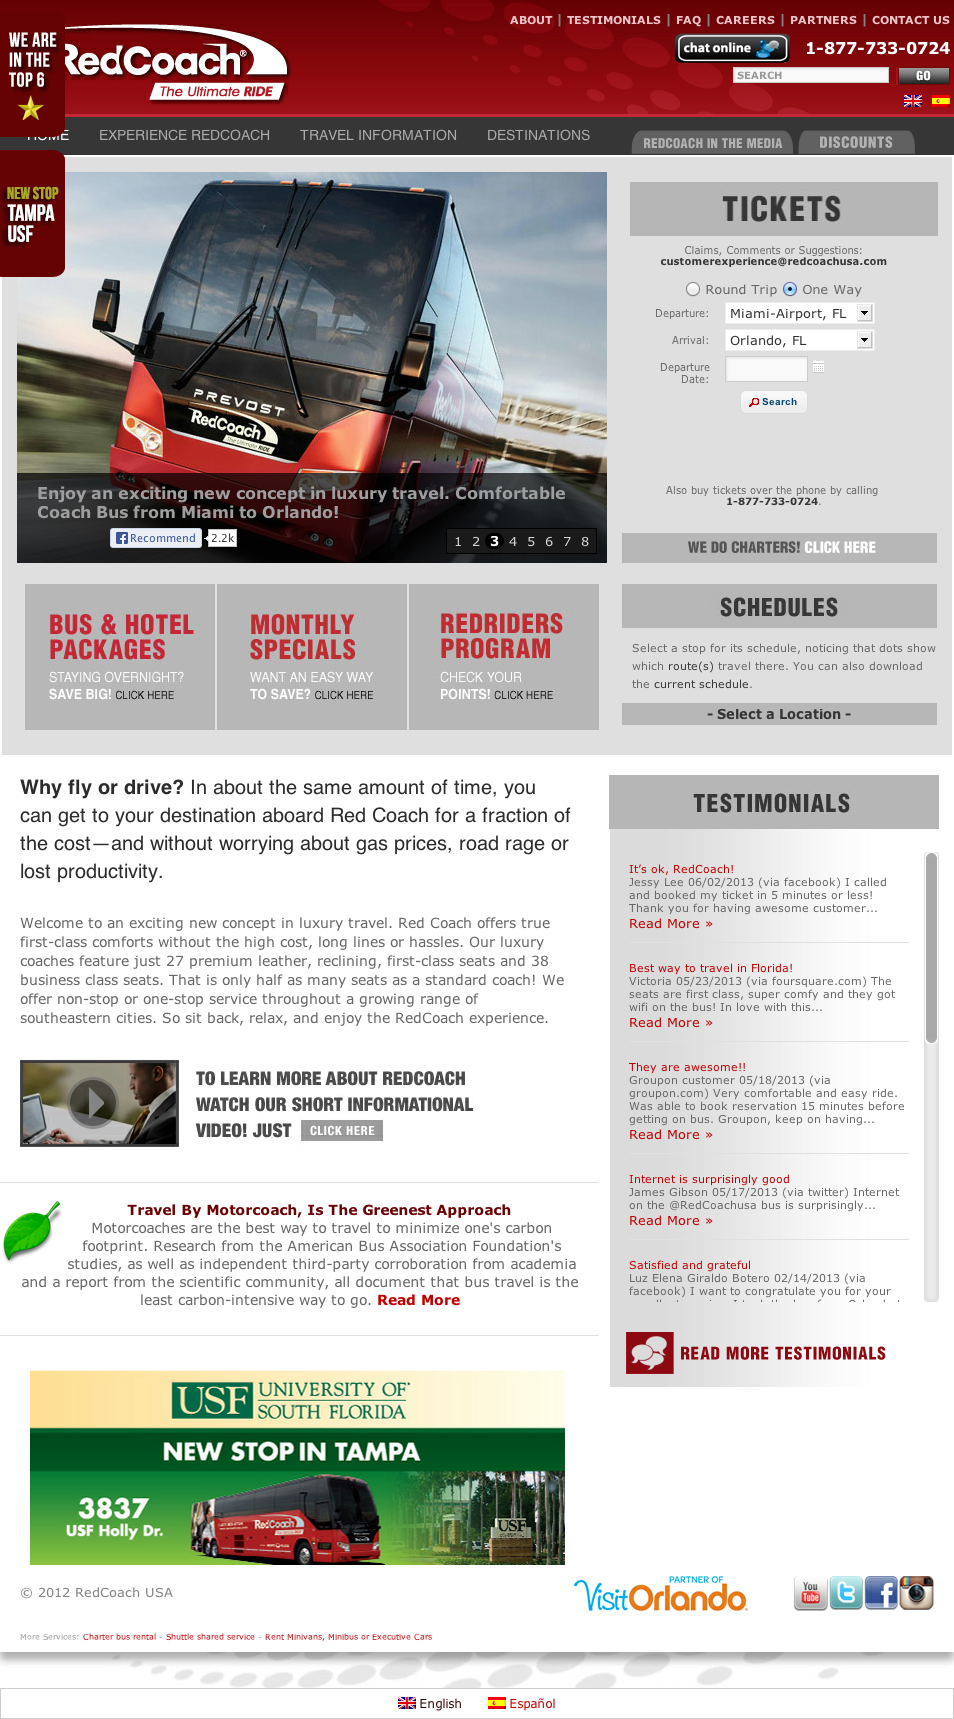 ABOUT | TESTIMONIALS | FAQ | CAREERS | PARTNERS | CONTACT US
WE ARE
IN THE
TOP 6
RedCoach
The Ultimate RIDE
chat online
1-877-733-0724
SEARCH
GO
HOME
EXPERIENCE REDCOACH
TRAVEL INFORMATION
DESTINATIONS
REDCOACH IN THE MEDIA
DISCOUNTS
NEW STOP
TAMPA
USF
PREVOST
RedCoach
The Ultimate RIDE
Enjoy an exciting new concept in luxury travel. Comfortable
Coach Bus from Miami to Orlando!
Recommend 2.2k
1 2 3 4 5 6 7 8
TICKETS
Claims, Comments or Suggestions:
customerexperience@redcoachusa.com
Round Trip One Way
Departure: Miami-Airport, FL
Arrival: Orlando, FL
Departure
Date:
Search
Also buy tickets over the phone by calling
1-877-733-0724.
WE DO CHARTERS! CLICK HERE
BUS & HOTEL
PACKAGES
STAYING OVERNIGHT?
SAVE BIG! CLICK HERE
MONTHLY
SPECIALS
WANT AN EASY WAY
TO SAVE? CLICK HERE
REDRIDERS
PROGRAM
CHECK YOUR
POINTS! CLICK HERE
SCHEDULES
Select a stop for its schedule, noticing that dots show
which route(s) travel there. You can also download
the current schedule.
- Select a Location -
Why fly or drive? In about the same amount of time, you
can get to your destination aboard Red Coach for a fraction of
the cost—and without worrying about gas prices, road rage or
lost productivity.
Welcome to an exciting new concept in luxury travel. Red Coach offers true
first-class comforts without the high cost, long lines or hassles. Our luxury
coaches feature just 27 premium leather, reclining, first-class seats and 38
business class seats. That is only half as many seats as a standard coach! We
offer non-stop or one-stop service throughout a growing range of
southeastern cities. So sit back, relax, and enjoy the RedCoach experience.
TO LEARN MORE ABOUT REDCOACH
WATCH OUR SHORT INFORMATIONAL
VIDEO! JUST CLICK HERE
Travel By Motorcoach, Is The Greenest Approach
Motorcoaches are the best way to travel to minimize one's carbon
footprint. Research from the American Bus Association Foundation's
studies, as well as independent third-party corroboration from academia
and a report from the scientific community, all document that bus travel is the
least carbon-intensive way to go. Read More
TESTIMONIALS
It's ok, RedCoach!
Jessy Lee 06/02/2013 (via facebook) I called
and booked my ticket in 5 minutes or less!
Thank you for having awesome customer...
Read More »
Best way to travel in Florida!
Victoria 05/23/2013 (via foursquare.com) The
seats are first class, super comfy and they got
wifi on the bus! In love with this...
Read More »
They are awesome!!
Groupon customer 05/18/2013 (via
groupon.com) Very comfortable and easy ride.
Was able to book reservation 15 minutes before
getting on bus. Groupon, keep on having...
Read More »
Internet is surprisingly good
James Gibson 05/17/2013 (via twitter) Internet
on the @RedCoachusa bus is surprisingly...
Read More »
Satisfied and grateful
Luz Elena Giraldo Botero 02/14/2013 (via
facebook) I want to congratulate you for your
READ MORE TESTIMONIALS
USF UNIVERSITY OF
SOUTH FLORIDA
NEW STOP IN TAMPA
3837
USF Holly Dr.
RedCoach
USF
© 2012 RedCoach USA
PARTNER OF
VisitOrlando.
You
Tube
More Services: Charter bus rental - Shuttle shared service - Rent Minivans, Minibus or Executive Cars
English
Español